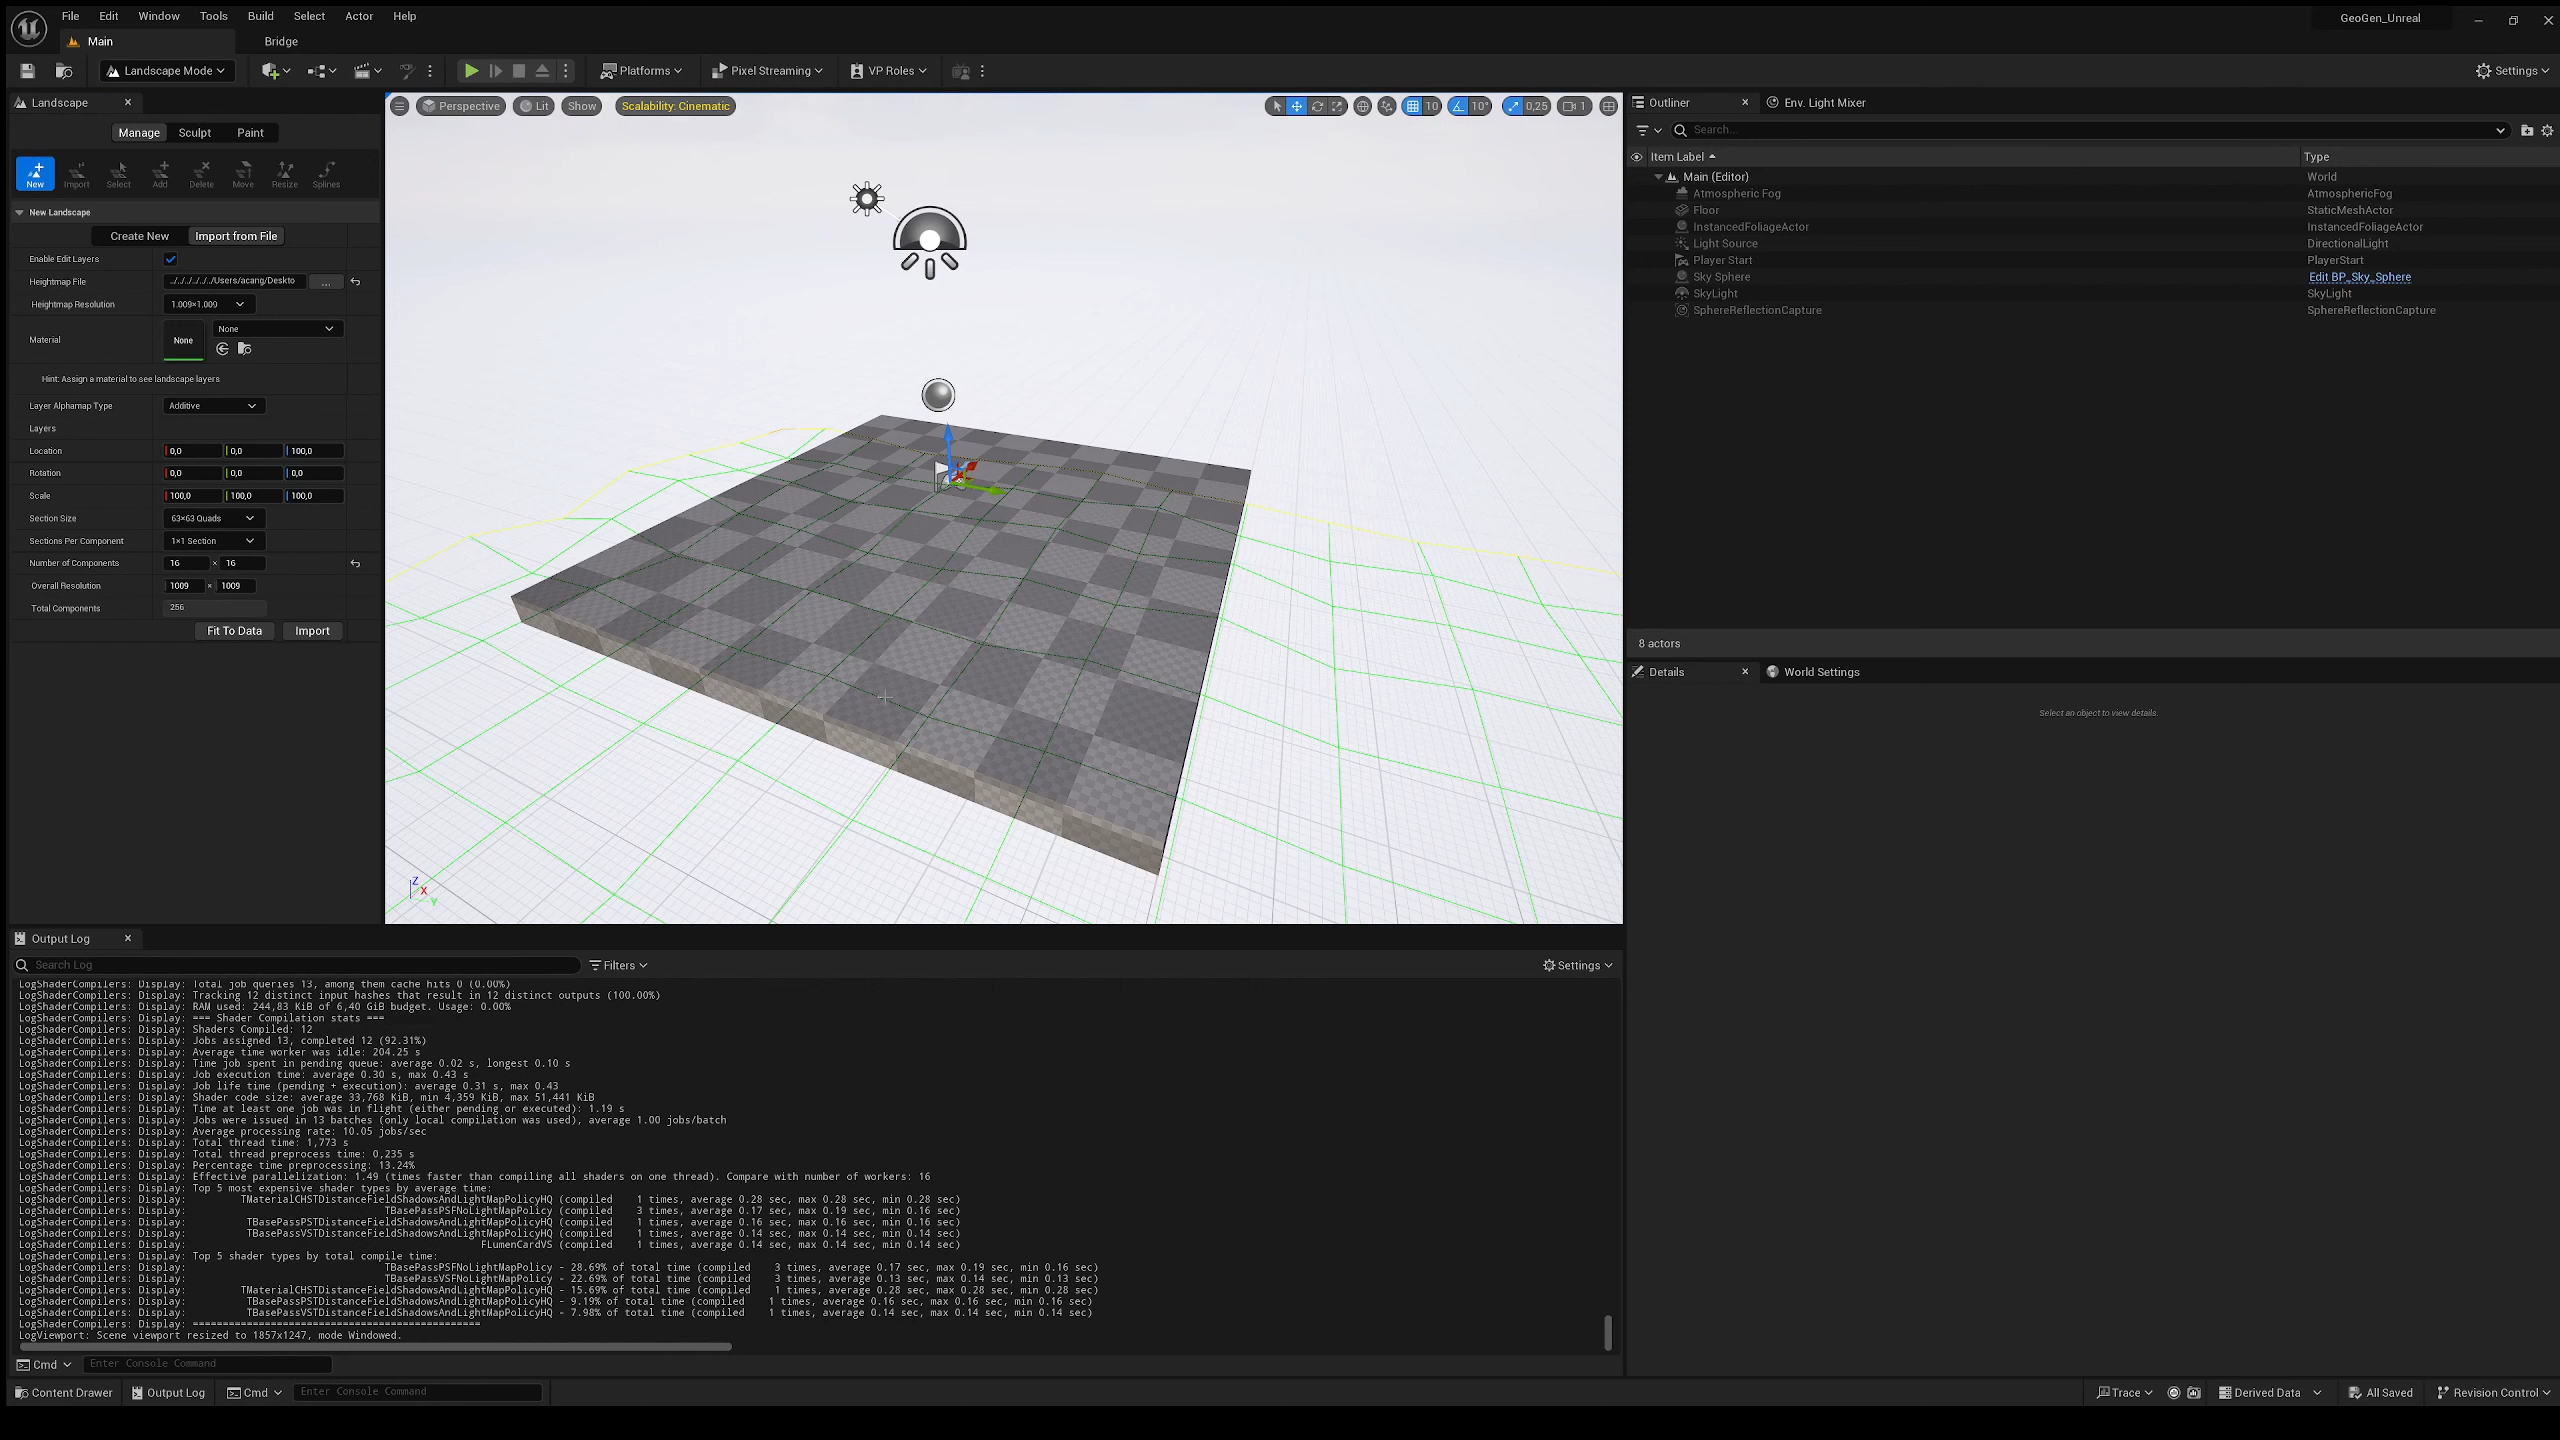 File Edit Window Tools Build Select Actor Help
GeoGen_Unreal
Main
Bridge
Landscape Mode
Platforms
Pixel Streaming
VP Roles
Settings
Landscape
Manage Sculpt Paint
New Import Select Add Delete Move Resize Splines
New Landscape
Create New Import from File
Enable Edit Layers
Heightmap File ../../../../../../Users/acang/Deskto ...
Heightmap Resolution 1.009×1.009
Material None None
Hint: Assign a material to see landscape layers
Layer Alphamap Type Additive
Layers
Location 0,0 0,0 100,0
Rotation 0,0 0,0 0,0
Scale 100,0 100,0 100,0
Section Size 63×63 Quads
Sections Per Component 1×1 Section
Number of Components 16 × 16
Overall Resolution 1009 × 1009
Total Components 256
Fit To Data Import
Perspective Lit Show Scalability: Cinematic
10 10° 0,25 1
Z
X
Y
Outliner
Env. Light Mixer
Search...
Item Label Type
Main (Editor) World
Atmospheric Fog AtmosphericFog
Floor StaticMeshActor
InstancedFoliageActor InstancedFoliageActor
Light Source DirectionalLight
Player Start PlayerStart
Sky Sphere Edit BP_Sky_Sphere
SkyLight SkyLight
SphereReflectionCapture SphereReflectionCapture
8 actors
Details
World Settings
Select an object to view details.
Output Log
Search Log
Filters
Settings
LogShaderCompilers: Display: Total job queries 13, among them cache hits 0 (0.00%)
LogShaderCompilers: Display: Tracking 12 distinct input hashes that result in 12 distinct outputs (100.00%)
LogShaderCompilers: Display: RAM used: 244,83 KiB of 6,40 GiB budget. Usage: 0.00%
LogShaderCompilers: Display: === Shader Compilation stats ===
LogShaderCompilers: Display: Shaders Compiled: 12
LogShaderCompilers: Display: Jobs assigned 13, completed 12 (92.31%)
LogShaderCompilers: Display: Average time worker was idle: 204.25 s
LogShaderCompilers: Display: Time job spent in pending queue: average 0.02 s, longest 0.10 s
LogShaderCompilers: Display: Job execution time: average 0.30 s, max 0.43 s
LogShaderCompilers: Display: Job life time (pending + execution): average 0.31 s, max 0.43
LogShaderCompilers: Display: Shader code size: average 33,768 KiB, min 4,359 KiB, max 51,441 KiB
LogShaderCompilers: Display: Time at least one job was in flight (either pending or executed): 1.19 s
LogShaderCompilers: Display: Jobs were issued in 13 batches (only local compilation was used), average 1.00 jobs/batch
LogShaderCompilers: Display: Average processing rate: 10.05 jobs/sec
LogShaderCompilers: Display: Total thread time: 1,773 s
LogShaderCompilers: Display: Total thread preprocess time: 0,235 s
LogShaderCompilers: Display: Percentage time preprocessing: 13.24%
LogShaderCompilers: Display: Effective parallelization: 1.49 (times faster than compiling all shaders on one thread). Compare with number of workers: 16
LogShaderCompilers: Display: Top 5 most expensive shader types by average time:
LogShaderCompilers: Display: TMaterialCHSTDistanceFieldShadowsAndLightMapPolicyHQ (compiled 1 times, average 0.28 sec, max 0.28 sec, min 0.28 sec)
LogShaderCompilers: Display: TBasePassPSFNoLightMapPolicy (compiled 3 times, average 0.17 sec, max 0.19 sec, min 0.16 sec)
LogShaderCompilers: Display: TBasePassPSTDistanceFieldShadowsAndLightMapPolicyHQ (compiled 1 times, average 0.16 sec, max 0.16 sec, min 0.16 sec)
LogShaderCompilers: Display: TBasePassVSTDistanceFieldShadowsAndLightMapPolicyHQ (compiled 1 times, average 0.14 sec, max 0.14 sec, min 0.14 sec)
LogShaderCompilers: Display: FLumenCardVS (compiled 1 times, average 0.14 sec, max 0.14 sec, min 0.14 sec)
LogShaderCompilers: Display: Top 5 shader types by total compile time:
LogShaderCompilers: Display: TBasePassPSFNoLightMapPolicy - 28.69% of total time (compiled 3 times, average 0.17 sec, max 0.19 sec, min 0.16 sec)
LogShaderCompilers: Display: TBasePassVSFNoLightMapPolicy - 22.69% of total time (compiled 3 times, average 0.13 sec, max 0.14 sec, min 0.13 sec)
LogShaderCompilers: Display: TMaterialCHSTDistanceFieldShadowsAndLightMapPolicyHQ - 15.69% of total time (compiled 1 times, average 0.28 sec, max 0.28 sec, min 0.28 sec)
LogShaderCompilers: Display: TBasePassPSTDistanceFieldShadowsAndLightMapPolicyHQ - 9.19% of total time (compiled 1 times, average 0.16 sec, max 0.16 sec, min 0.16 sec)
LogShaderCompilers: Display: TBasePassVSTDistanceFieldShadowsAndLightMapPolicyHQ - 7.98% of total time (compiled 1 times, average 0.14 sec, max 0.14 sec, min 0.14 sec)
LogShaderCompilers: Display: ================================================
LogViewport: Scene viewport resized to 1857x1247, mode Windowed.
Cmd Enter Console Command
Content Drawer Output Log Cmd Enter Console Command
Trace Derived Data All Saved Revision Control